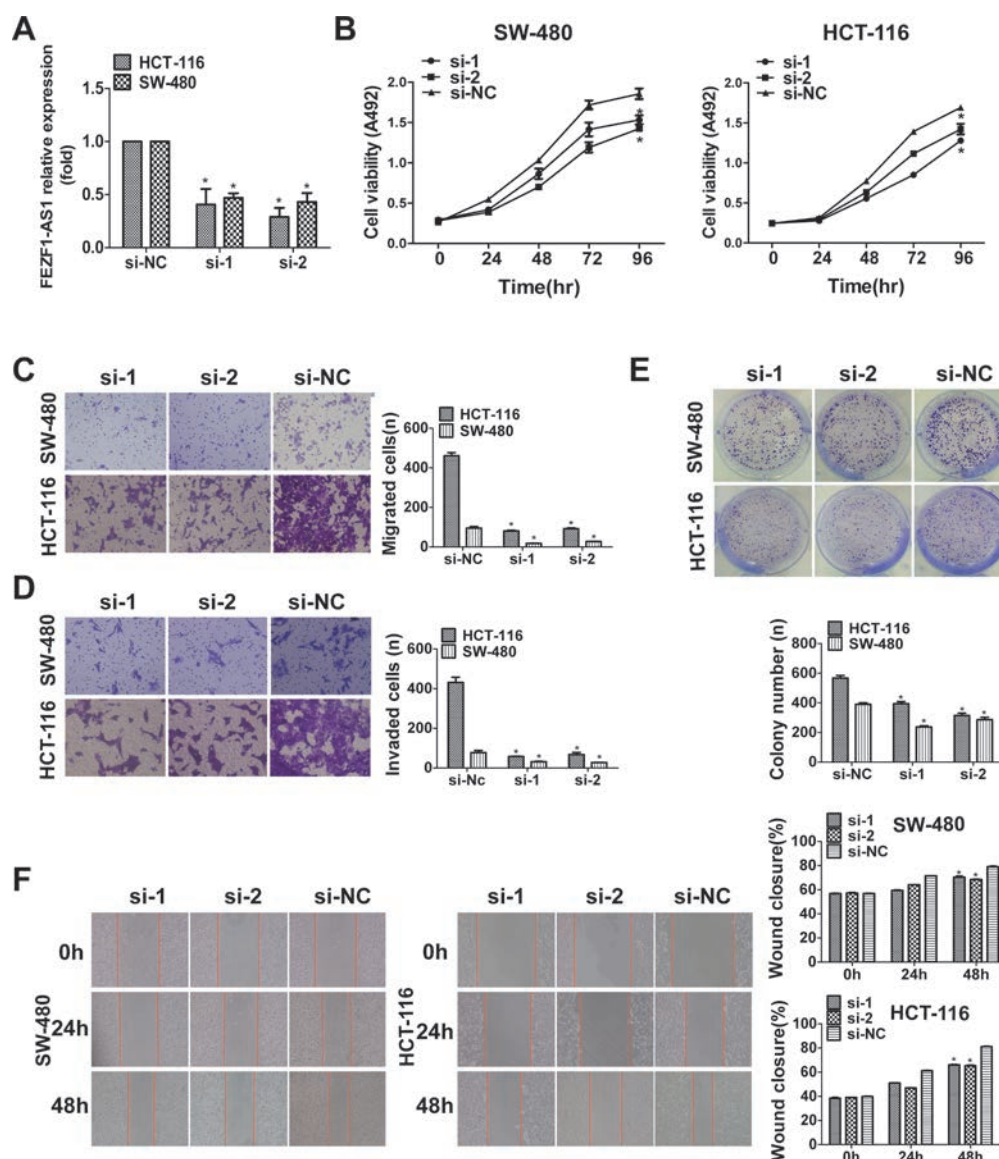 A
HCT-116
SW-480
FEZF1-AS1 relative expression
(fold)
1.5
1.0
0.5
0.0
si-NC
si-1
si-2
*
*
*
*
B
SW-480
si-1
si-2
si-NC
Cell viability (A492)
2.0
1.5
1.0
0.5
0.0
0
24
48
72
96
Time(hr)
*
*
HCT-116
si-1
si-2
si-NC
Cell viability (A492)
2.0
1.5
1.0
0.5
0.0
0
24
48
72
96
Time(hr)
*
*
C
si-1
si-2
si-NC
SW-480
HCT-116
HCT-116
SW-480
Migrated cells(n)
600
400
200
0
si-NC
si-1
si-2
*
*
*
*
D
si-1
si-2
si-NC
SW-480
HCT-116
HCT-116
SW-480
Invaded cells (n)
600
400
200
0
si-Nc
si-1
si-2
*
*
*
*
E
si-1
si-2
si-NC
SW-480
HCT-116
HCT-116
SW-480
Colony number (n)
800
600
400
200
0
si-NC
si-1
si-2
*
*
*
*
F
si-1
si-2
si-NC
SW-480
0h
24h
48h
si-1
si-2
si-NC
HCT-116
0h
24h
48h
SW-480
si-1
si-2
si-NC
Wound closure(%)
100
80
60
40
20
0
0h
24h
48h
*
*
HCT-116
si-1
si-2
si-NC
Wound closure(%)
100
80
60
40
20
0
0h
24h
48h
*
*